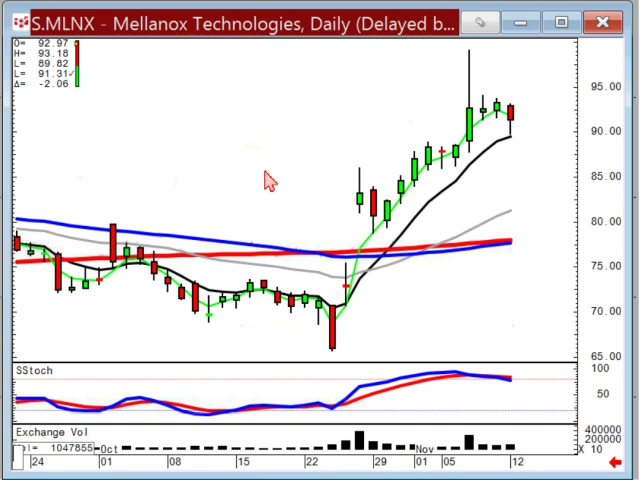 S.MLNX - Mellanox Technologies, Daily (Delayed b...
O= 92.97
H= 93.18
L= 89.82
L= 91.31✓
Δ= -2.06
95.00
90.00
85.00
80.00
75.00
70.00
65.00
SStoch
100
50
Exchange Vol
400000
200000
X 10
1047855
Oct
Nov
24 01 08 15 22 29 01 05 12